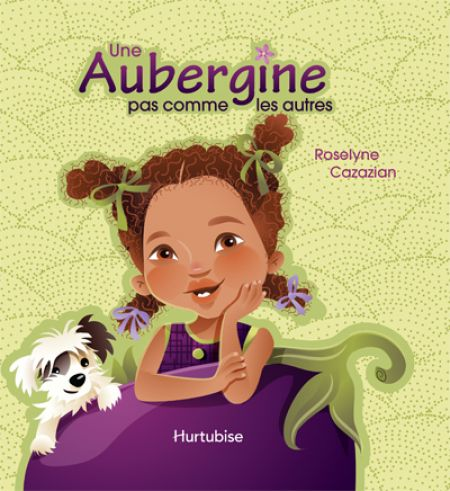 Une
Aubergine
pas comme les autres
Roselyne
Cazazian
Hurtubise